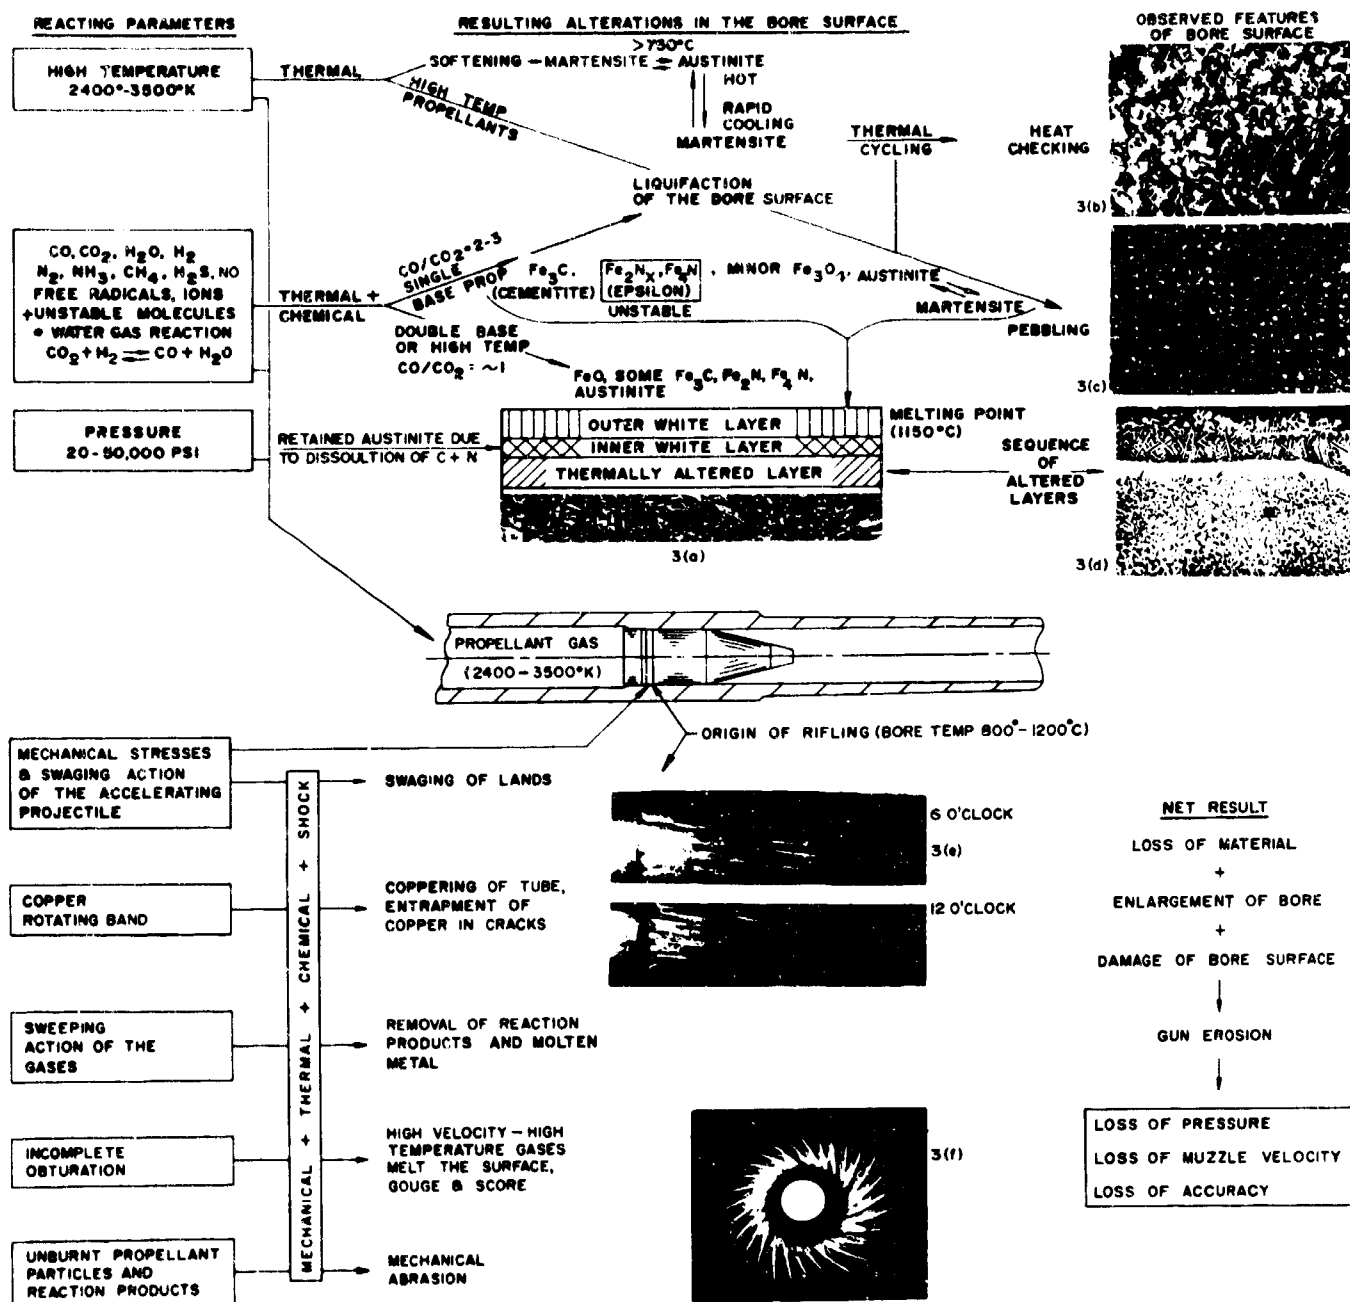 REACTING PARAMETERS
RESULTING ALTERATIONS IN THE BORE SURFACE
OBSERVED FEATURES
OF BORE SURFACE
HIGH TEMPERATURE
2400°-3500°K
THERMAL
HIGH TEMP
PROPELLANTS
>730°C
SOFTENING – MARTENSITE ⇌ AUSTINITE
HOT
RAPID
COOLING
MARTENSITE
THERMAL
CYCLING
HEAT
CHECKING
3(b)
LIQUIFACTION
OF THE BORE SURFACE
CO, CO₂, H₂O, H₂
N₂, NH₃, CH₄, H₂S, NO
FREE RADICALS, IONS
+UNSTABLE MOLECULES
• WATER GAS REACTION
CO₂ + H₂ ⇌ CO + H₂O
THERMAL +
CHEMICAL
CO/CO₂=2-3
SINGLE
BASE PROP
Fe₃C,
(CEMENTITE)
Fe₂Nₓ, Fe₄N
(EPSILON)
UNSTABLE
, MINOR Fe₃O₄, AUSTINITE
MARTENSITE
PEBBLING
3(c)
DOUBLE BASE
OR HIGH TEMP
CO/CO₂ = ~1
FeO, SOME Fe₃C, Fe₂N, Fe₄N,
AUSTINITE
PRESSURE
20-50,000 PSI
RETAINED AUSTINITE DUE
TO DISSOULTION OF C + N
OUTER WHITE LAYER
INNER WHITE LAYER
THERMALLY ALTERED LAYER
3(a)
MELTING POINT
(1150°C)
SEQUENCE
OF
ALTERED
LAYERS
3(d)
PROPELLANT GAS
(2400-3500°K)
ORIGIN OF RIFLING (BORE TEMP 800°-1200°C)
MECHANICAL STRESSES
& SWAGING ACTION
OF THE ACCELERATING
PROJECTILE
SWAGING OF LANDS
MECHANICAL + THERMAL + CHEMICAL + SHOCK
6 O'CLOCK
3(e)
12 O'CLOCK
COPPER
ROTATING BAND
COPPERING OF TUBE,
ENTRAPMENT OF
COPPER IN CRACKS
SWEEPING
ACTION OF THE
GASES
REMOVAL OF REACTION
PRODUCTS AND MOLTEN
METAL
INCOMPLETE
OBTURATION
HIGH VELOCITY – HIGH
TEMPERATURE GASES
MELT THE SURFACE,
GOUGE & SCORE
3(f)
UNBURNT PROPELLANT
PARTICLES AND
REACTION PRODUCTS
MECHANICAL
ABRASION
NET RESULT
LOSS OF MATERIAL
+
ENLARGEMENT OF BORE
+
DAMAGE OF BORE SURFACE
GUN EROSION
LOSS OF PRESSURE
LOSS OF MUZZLE VELOCITY
LOSS OF ACCURACY